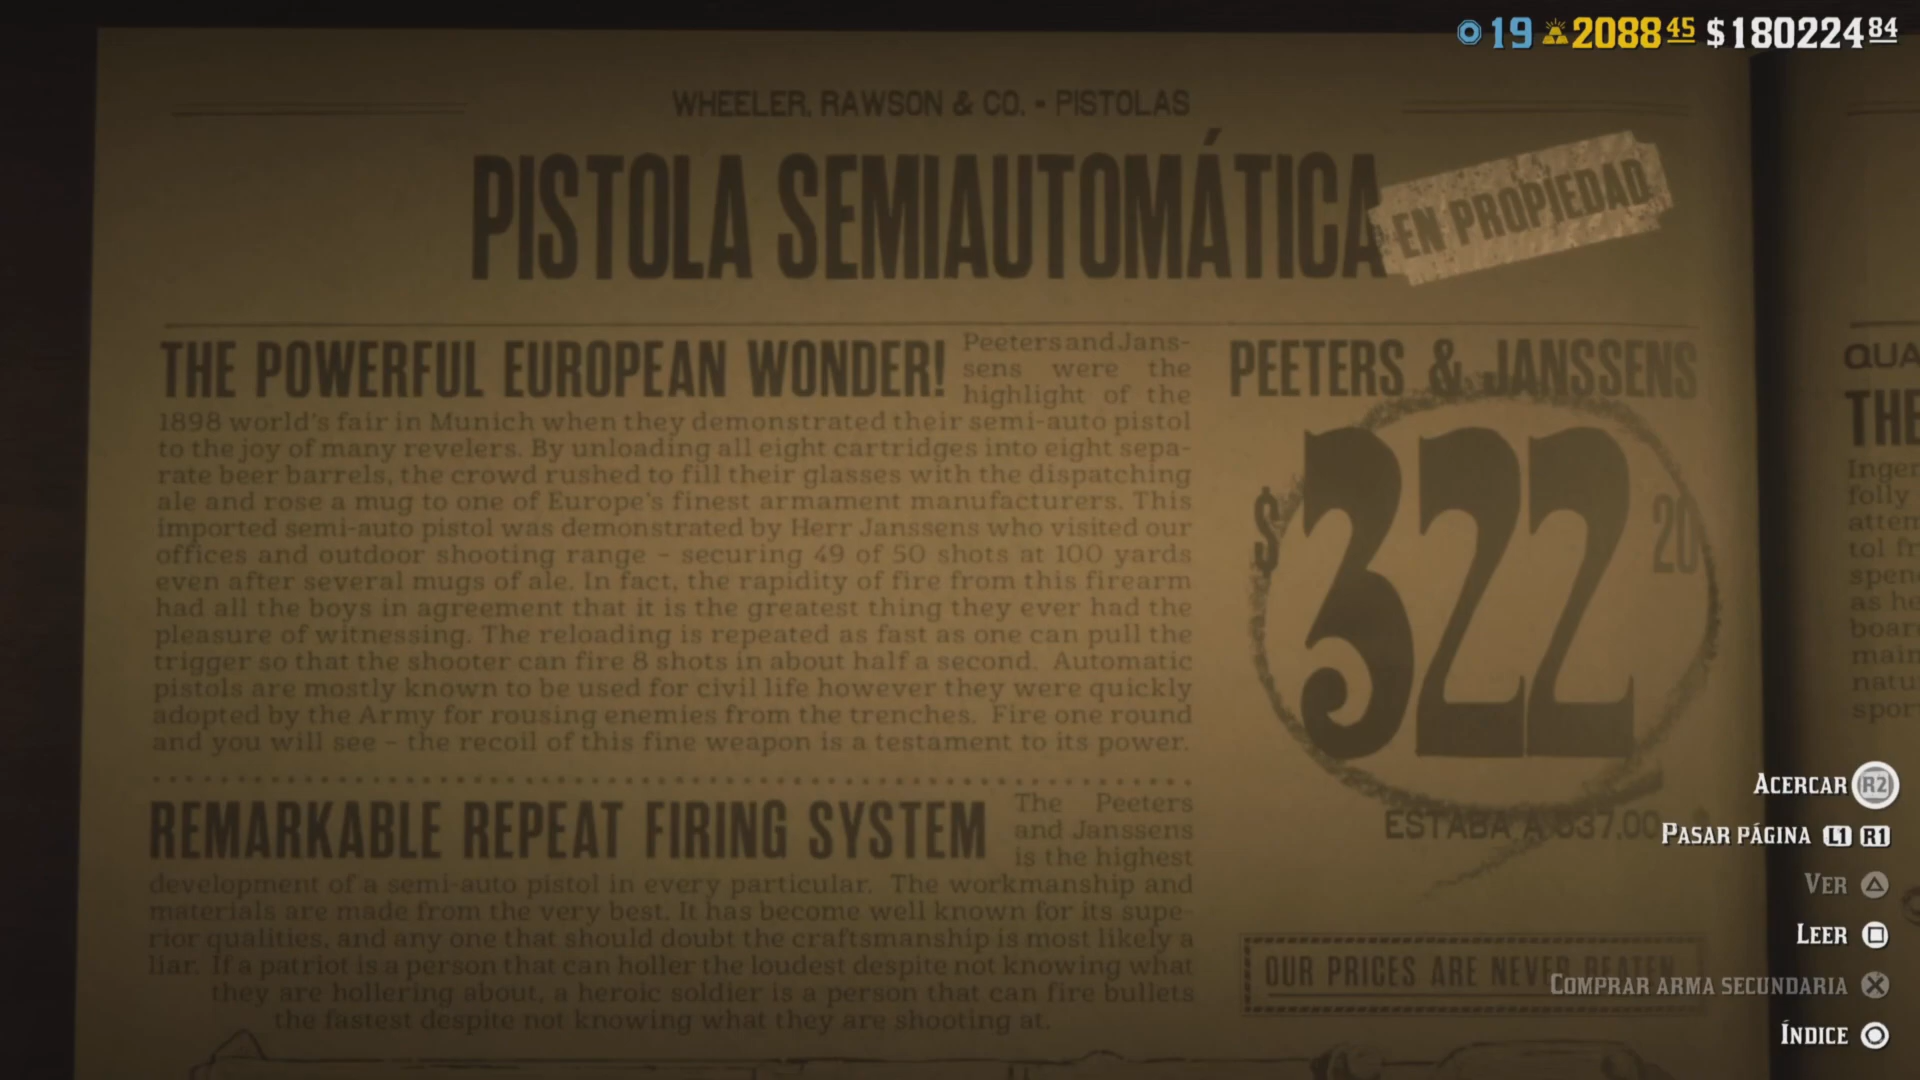 19 2088 45 $180224 84
WHEELER, RAWSON & CO. - PISTOLAS
PISTOLA SEMIAUTOMÁTICA
EN PROPIEDAD
THE POWERFUL EUROPEAN WONDER!
Peeters and Jans-
sens were the
highlight of the
1898 world's fair in Munich when they demonstrated their semi-auto pistol
to the joy of many revelers. By unloading all eight cartridges into eight sepa-
rate beer barrels, the crowd rushed to fill their glasses with the dispatching
ale and rose a mug to one of Europe's finest armament manufacturers. This
imported semi-auto pistol was demonstrated by Herr Janssens who visited our
offices and outdoor shooting range - securing 49 of 50 shots at 100 yards
even after several mugs of ale. In fact, the rapidity of fire from this firearm
had all the boys in agreement that it is the greatest thing they ever had the
pleasure of witnessing. The reloading is repeated as fast as one can pull the
trigger so that the shooter can fire 8 shots in about half a second. Automatic
pistols are mostly known to be used for civil life however they were quickly
adopted by the Army for rousing enemies from the trenches. Fire one round
and you will see - the recoil of this fine weapon is a testament to its power.
REMARKABLE REPEAT FIRING SYSTEM
The Peeters
and Janssens
is the highest
development of a semi-auto pistol in every particular. The workmanship and
materials are made from the very best. It has become well known for its supe-
rior qualities, and any one that should doubt the craftsmanship is most likely a
liar. If a patriot is a person that can holler the loudest despite not knowing what
they are hollering about, a heroic soldier is a person that can fire bullets
the fastest despite not knowing what they are shooting at.
PEETERS & JANSSENS
$322 20
ESTABA A 537,00
OUR PRICES ARE NEVER BEATEN
QUA
THE
Inger
folly
attem
tol fr
spen
as he
boar
main
natu
spor
ACERCAR R2
PASAR PÁGINA L1 R1
VER
LEER
COMPRAR ARMA SECUNDARIA
ÍNDICE